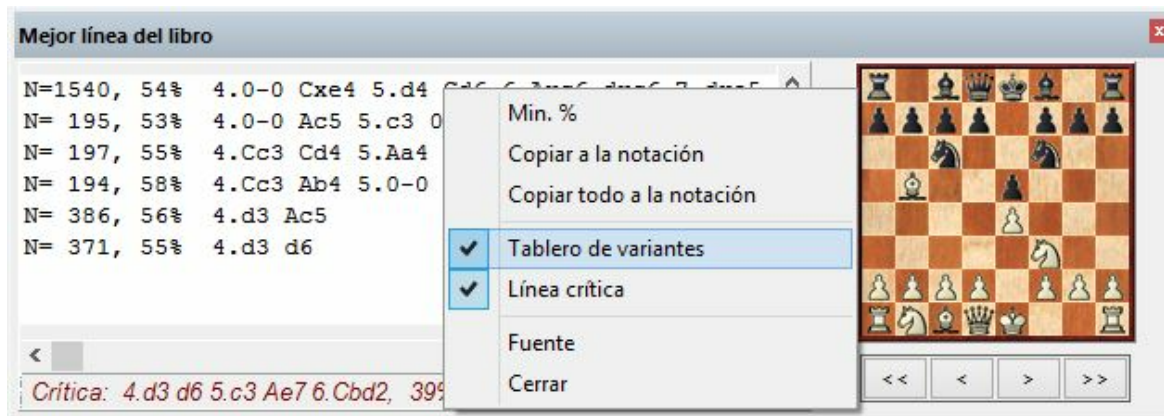 Mejor línea del libro
N=1540, 54% 4.0-0 Cxe4 5.d4
N= 195, 53% 4.0-0 Ac5 5.c3 0
N= 197, 55% 4.Cc3 Cd4 5.Aa4
N= 194, 58% 4.Cc3 Ab4 5.0-0
N= 386, 56% 4.d3 Ac5
N= 371, 55% 4.d3 d6
Crítica: 4.d3 d6 5.c3 Ae7 6.Cbd2, 39%
Min. %
Copiar a la notación
Copiar todo a la notación
Tablero de variantes
Línea crítica
Fuente
Cerrar
<< < > >>